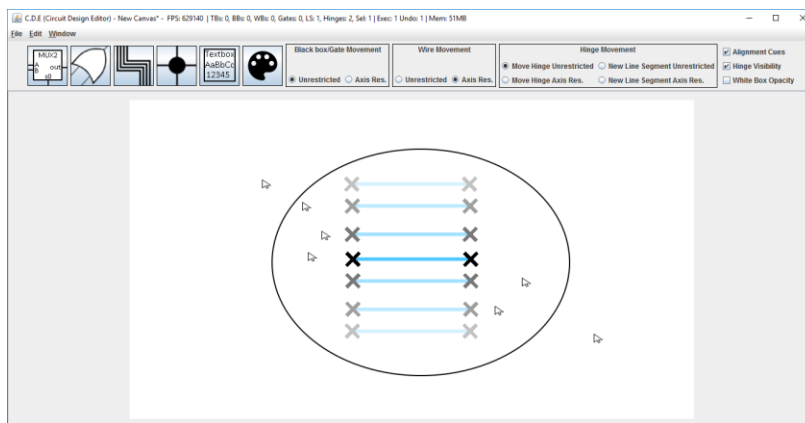 C.D.E (Circuit Design Editor) - New Canvas* - FPS: 629140 | TBs: 0, BBs: 0, WBs: 0, Gates: 0, LS: 1, Hinges: 2, Sel: 1 | Exec: 1 Undo: 1 | Mem: 51MB
File Edit Window
MUX2
A
B
out
s0
Textbox
AaBbCc
12345
Black box/Gate Movement
Unrestricted Axis Res.
Wire Movement
Unrestricted Axis Res.
Hinge Movement
Move Hinge Unrestricted New Line Segment Unrestricted
Move Hinge Axis Res. New Line Segment Axis Res.
Alignment Cues
Hinge Visibility
White Box Opacity